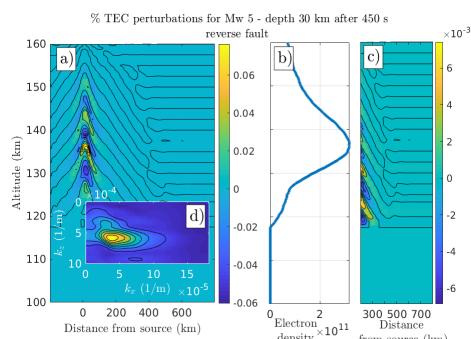 % TEC perturbations for Mw 5 - depth 30 km after 450 s
reverse fault
a)
b)
c)
d)
160
150
140
130
120
110
100
Altitude (km)
0 200 400 600
Distance from source (km)
0.06
0.04
0.02
0
-0.02
-0.04
-0.06
×10⁻⁴
0
5
10
k_z (1/m)
0 5 10
k_x (1/m) ×10⁻⁵
0 2
×10¹¹
Electron
density
×10⁻³
6
4
2
0
-2
-4
-6
300 500 700
Distance
from source (km)